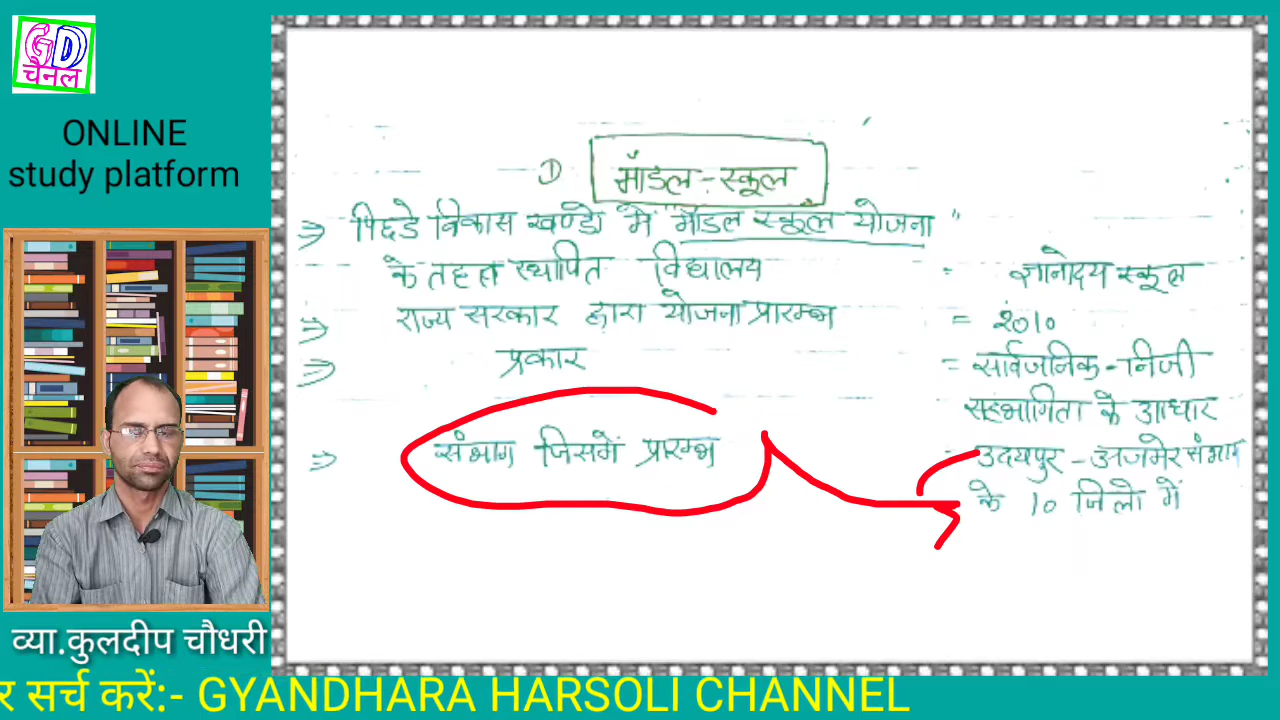 GD
चैनल
ONLINE
study platform
① मॉडल-स्कूल
⇒ पिछडे विकास खण्डो मे "मॉडल स्कूल योजना"
के तहत स्थापित विद्यालय = ज्ञानोदय स्कूल
⇒ राज्य सरकार द्वारा योजना प्रारम्भ = २०१०
⇒ प्रकार = सार्वजनिक-निजी
सहभागिता के आधार
⇒ संभाग जिसमें प्रारम्भ - उदयपुर-अजमेर संभाग
के 10 जिलो में
व्या.कुलदीप चौधरी
र सर्च करें:- GYANDHARA HARSOLI CHANNEL